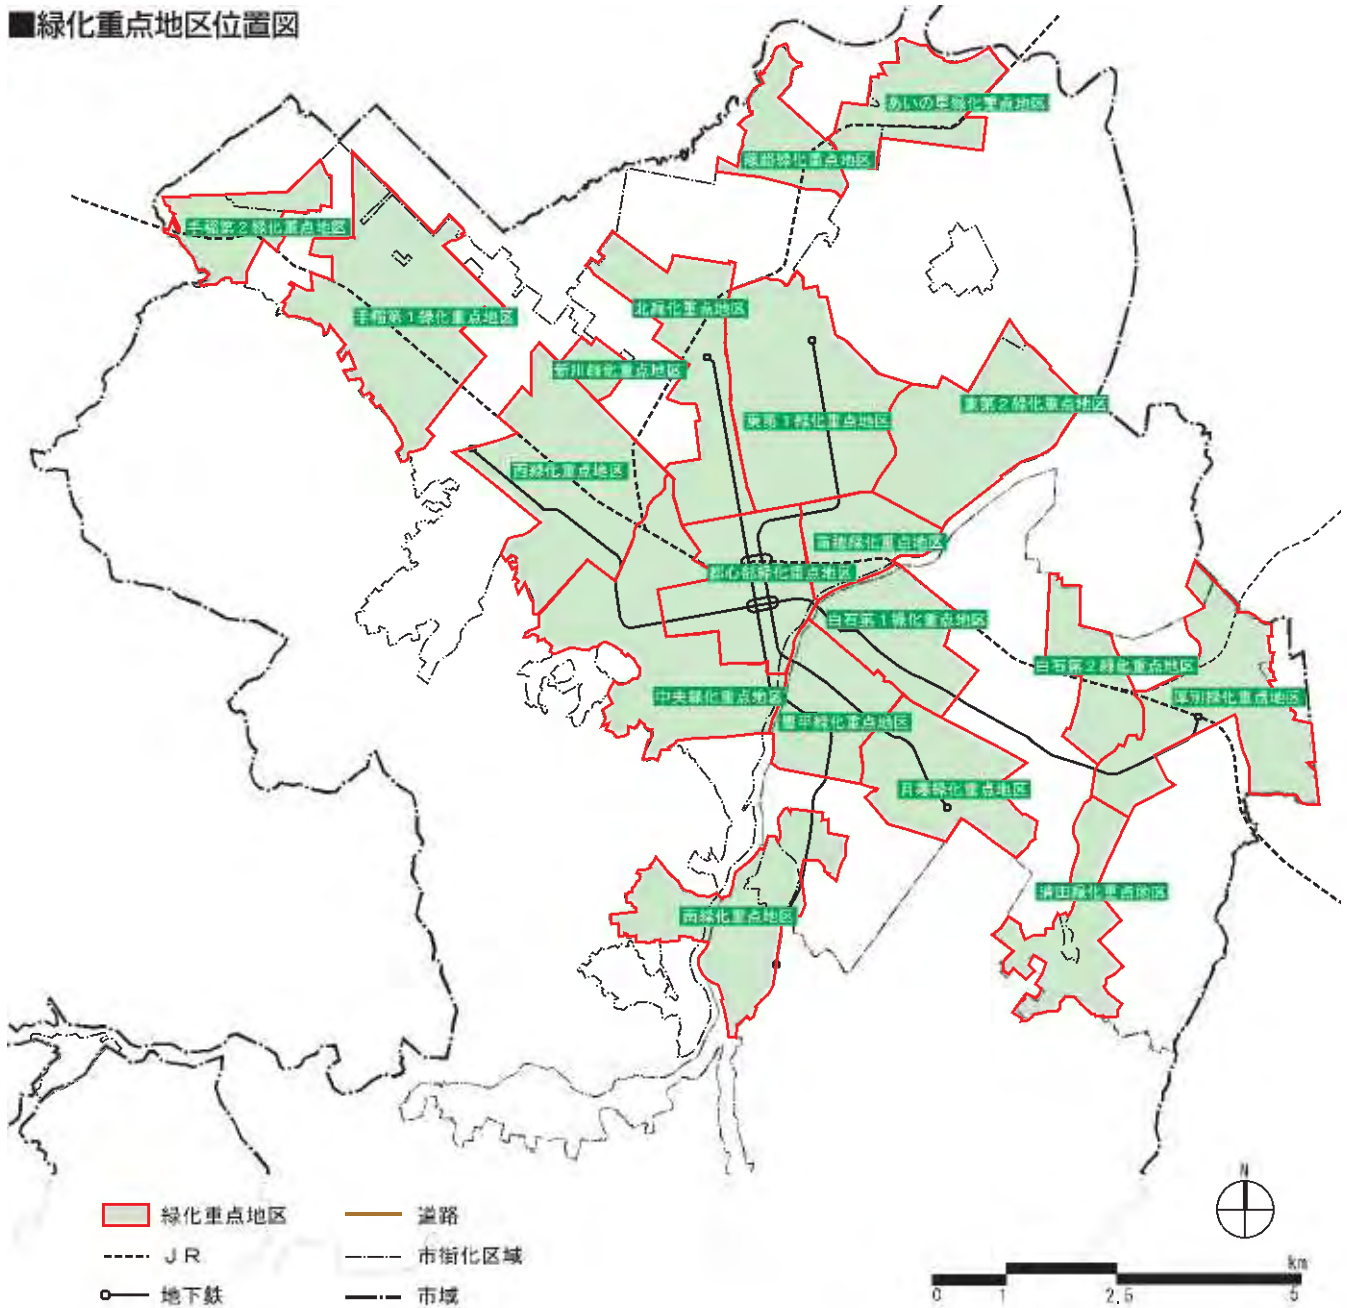 ■緑化重点地区位置図
あいの里緑化重点地区
篠路緑化重点地区
手稲第2緑化重点地区
北緑化重点地区
手稲第1緑化重点地区
新川緑化重点地区
東第2緑化重点地区
東第1緑化重点地区
西緑化重点地区
苗穂緑化重点地区
都心部緑化重点地区
白石第1緑化重点地区
白石第2緑化重点地区
厚別緑化重点地区
中央緑化重点地区
豊平緑化重点地区
月寒緑化重点地区
清田緑化重点地区
南緑化重点地区
N
緑化重点地区
道路
JR
市街化区域
地下鉄
市域
km
0 1 2.5 5